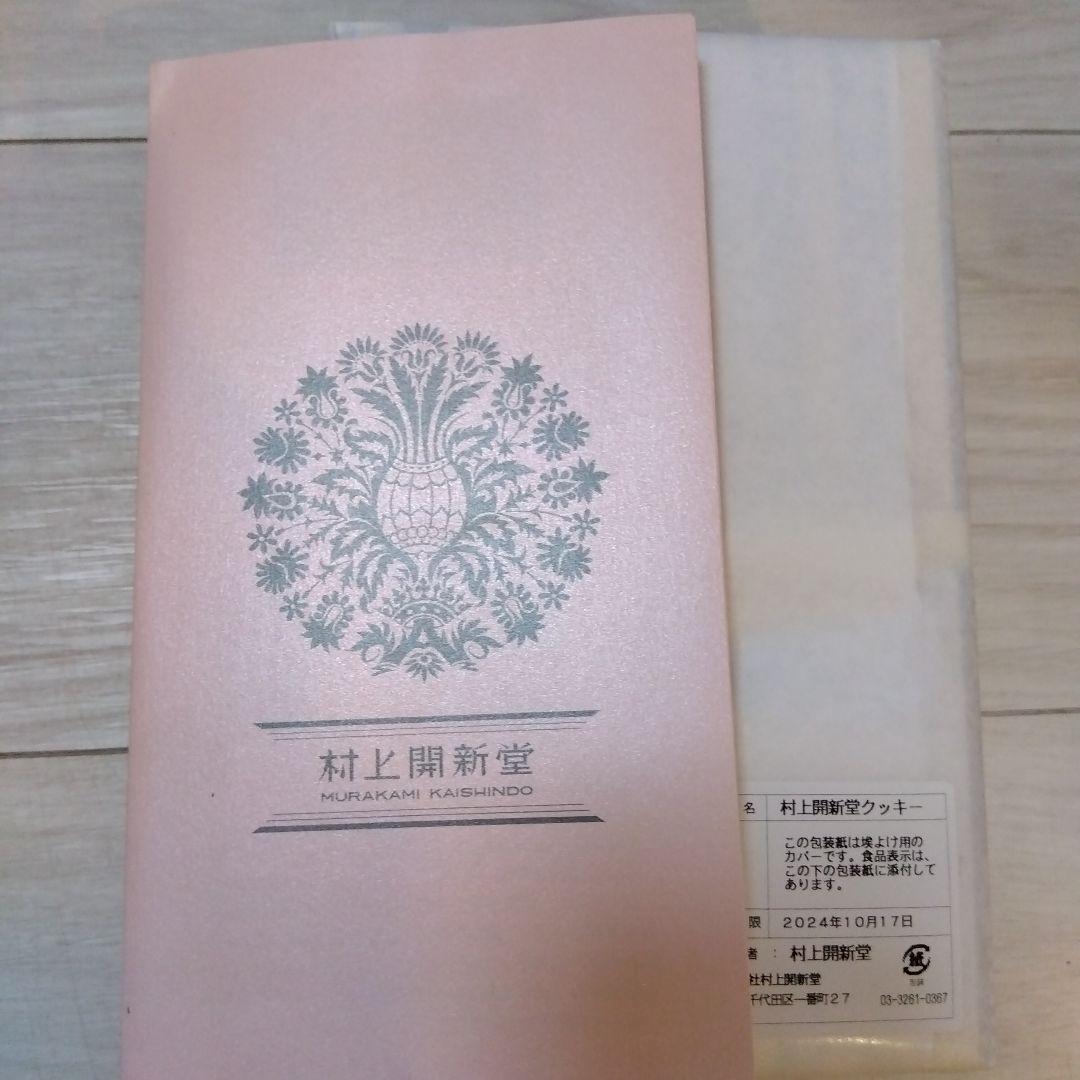 村上開新堂
MURAKAMI KAISHINDO
名 村上開新堂クッキー
この包装紙は埃よけ用の
カバーです。食品表示は、
この下の包装紙に添付して
あります。
限 2024年10月17日
者 : 村上開新堂
紙
包装
社村上開新堂
千代田区一番町27 03-3261-0367